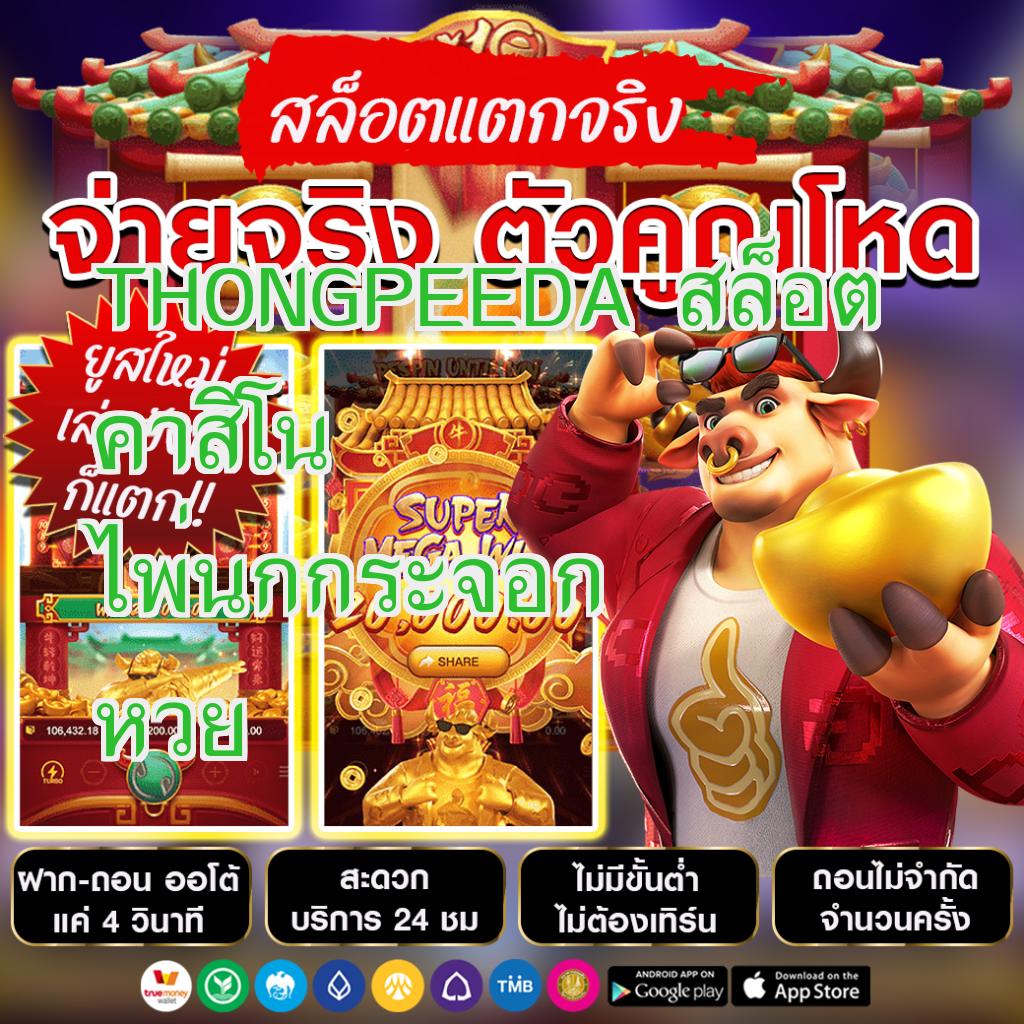 สล็อตแตกจริง
จ่ายจริง ตัวคูณโหด
THONGPEEDA สล็อต
ยูสใหม่
คาสิโน
ก็แตก!!
SUPER
MEGA WIN
ไพ่นกกระจอก
SHARE
106,432.18
0.00
หวย
TURBO
ฝาก-ถอน ออโต้
แค่ 4 วินาที
สะดวก
บริการ 24 ชม
ไม่มีขั้นต่ำ
ไม่ต้องเทิร์น
ถอนไม่จำกัด
จำนวนครั้ง
truemoney
wallet
TMB
ANDROID APP ON
Google play
Download on the
App Store